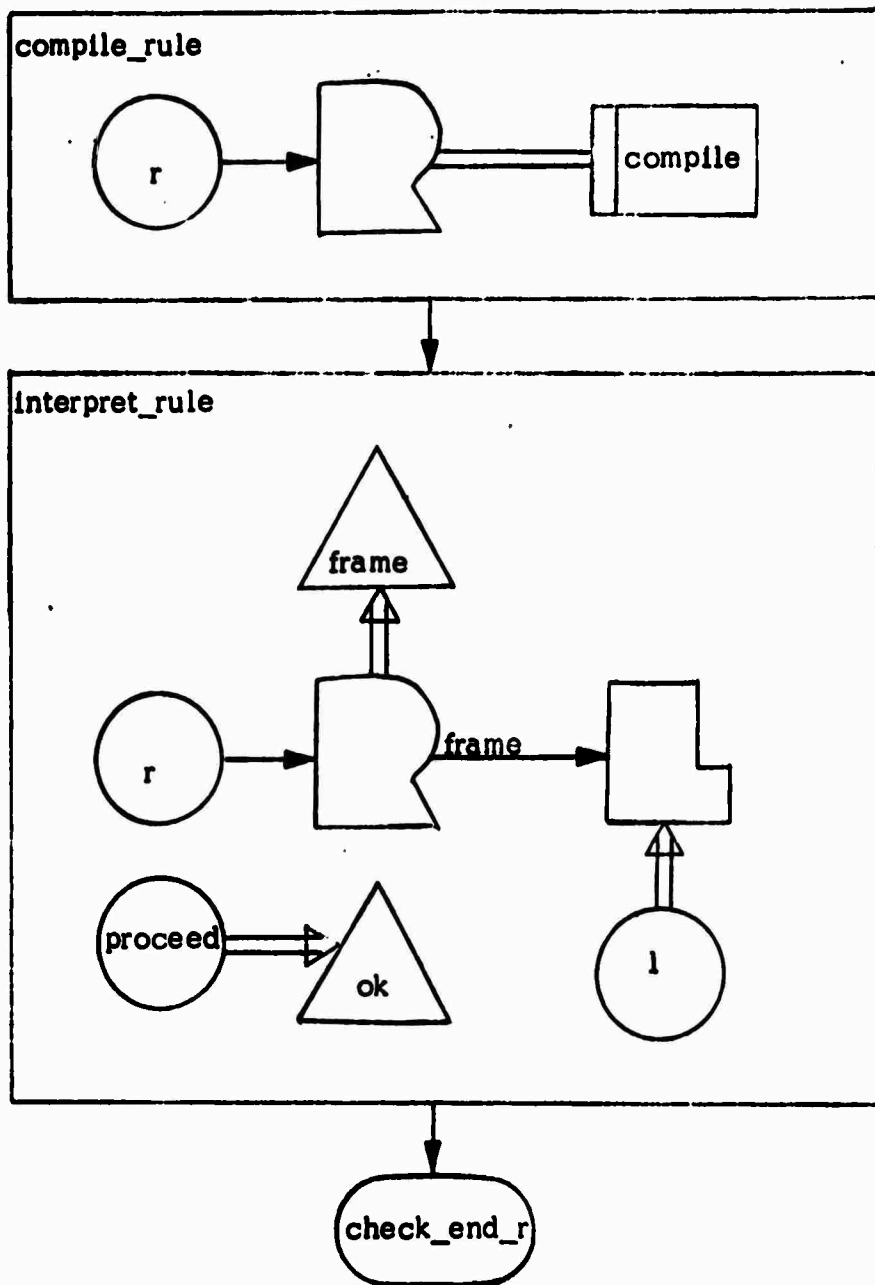 compile_rule
r
compile
interpret_rule
frame
r
frame
proceed
ok
l
check_end_r